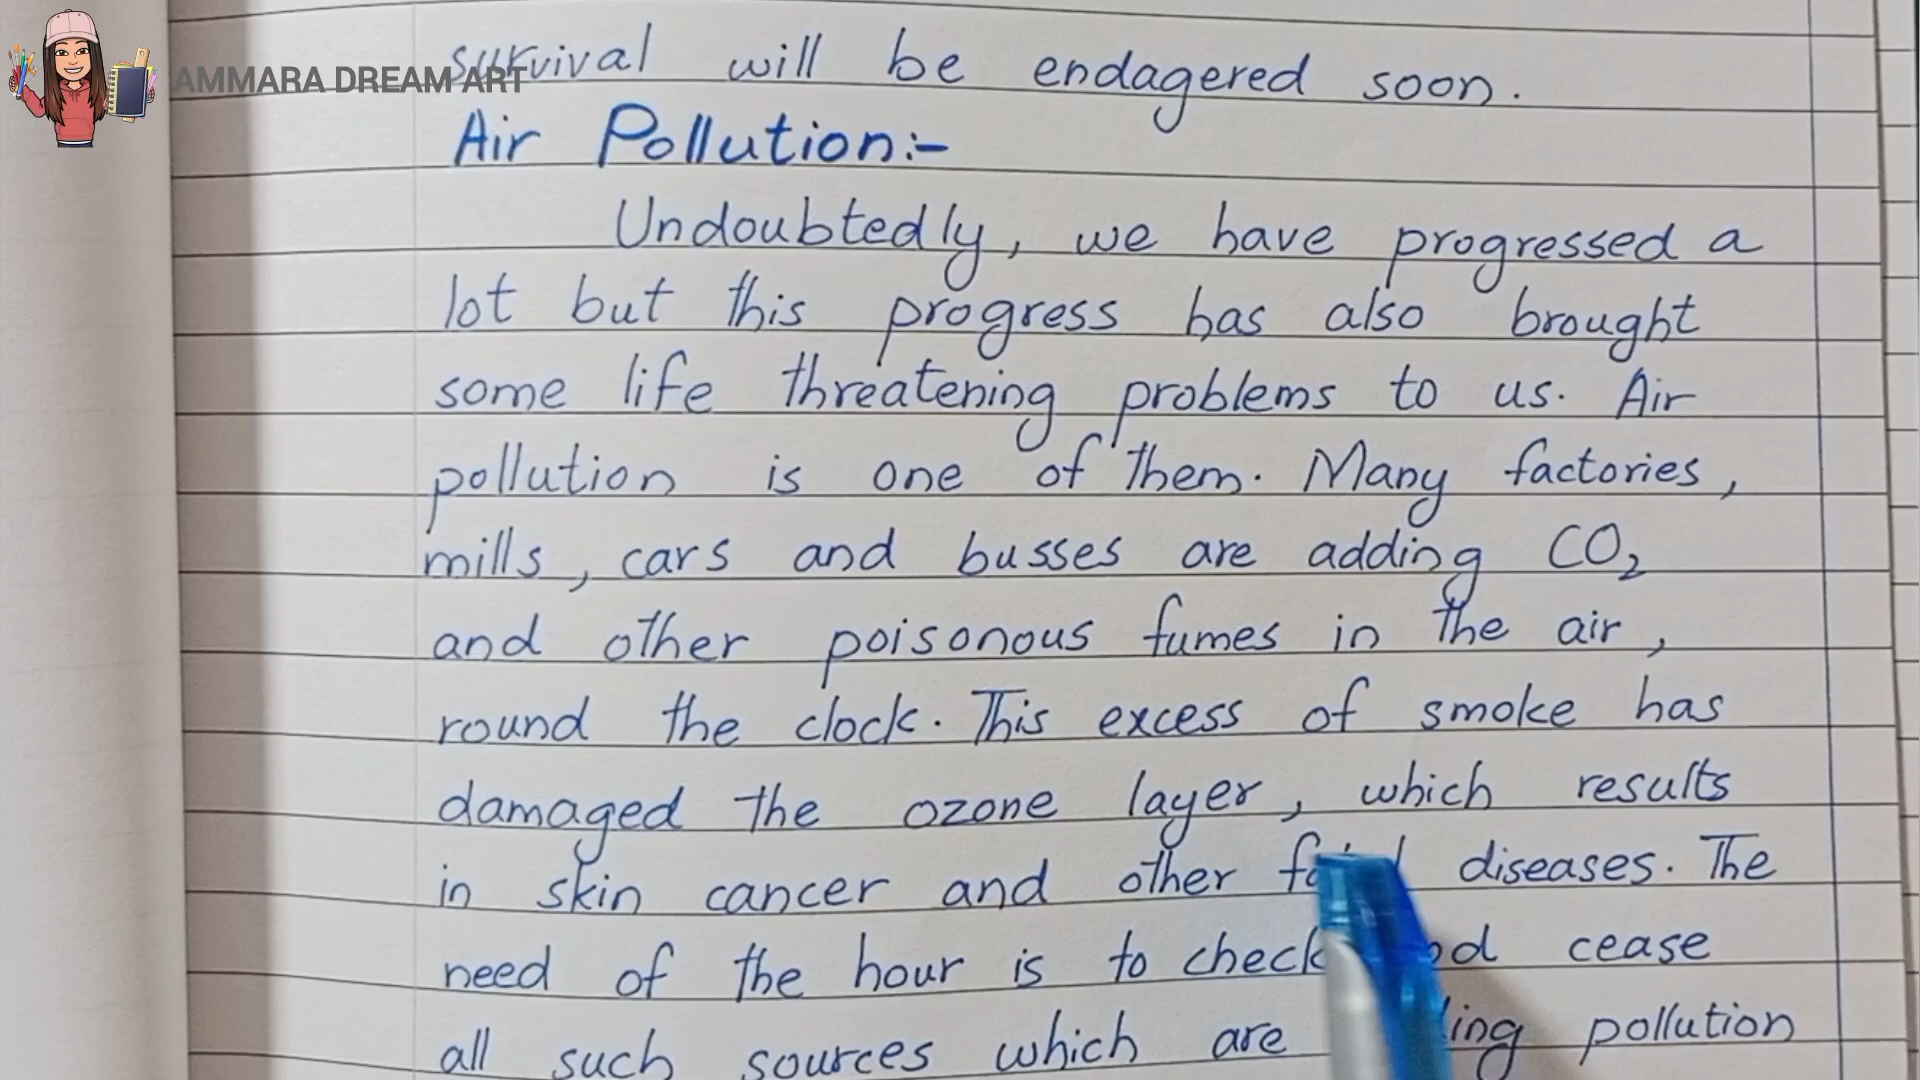 AMMARA DREAM ART
survival will be endagered soon.
Air Pollution:-
Undoubtedly, we have progressed a
lot but this progress has also brought
some life threatening problems to us. Air
pollution is one of them. Many factories,
mills, cars and busses are adding CO₂
and other poisonous fumes in the air,
round the clock. This excess of smoke has
damaged the ozone layer, which results
in skin cancer and other diseases. The
need of the hour is to check cease
all such sources which are pollution